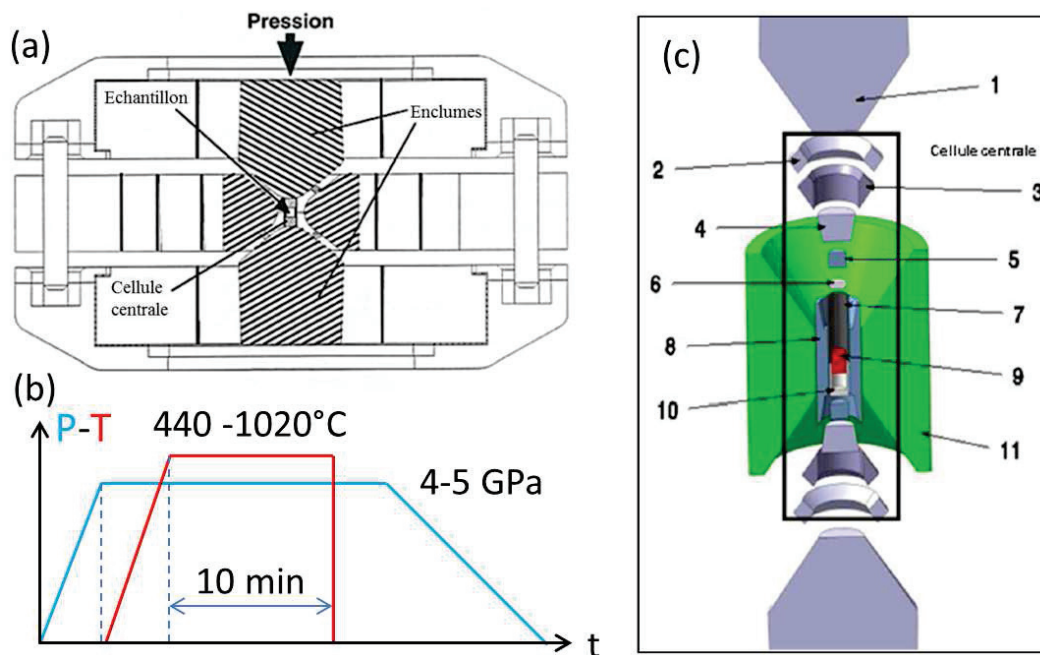 (a)
Pression
Echantillon
Enclumes
Cellule
centrale
(b)
P-T
440 -1020°C
4-5 GPa
10 min
t
(c)
1
2
Cellule centrale
3
4
5
6
7
8
9
10
11